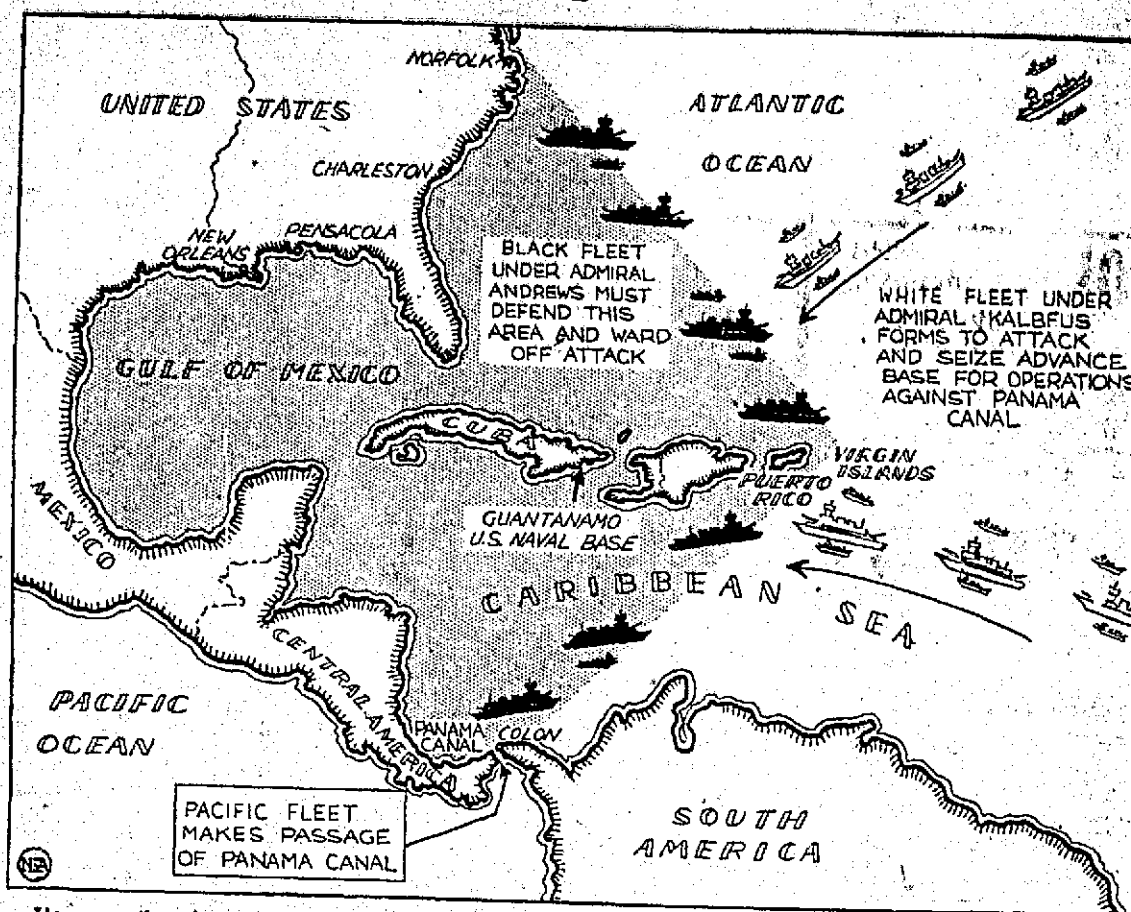 NORFOLK
UNITED STATES
ATLANTIC
OCEAN
CHARLESTON
NEW
ORLEANS
PENSACOLA
BLACK FLEET
UNDER ADMIRAL
ANDREWS MUST
DEFEND THIS
AREA AND WARD
OFF ATTACK
WHITE FLEET UNDER
ADMIRAL KALBFUS
FORMS TO ATTACK
AND SEIZE ADVANCE
BASE FOR OPERATIONS
AGAINST PANAMA
CANAL
GULF OF MEXICO
CUBA
VIRGIN
ISLANDS
PUERTO
RICO
MEXICO
GUANTANAMO
U.S. NAVAL BASE
CARIBBEAN SEA
CENTRAL AMERICA
PACIFIC
OCEAN
PANAMA
CANAL
COLON
PACIFIC FLEET
MAKES PASSAGE
OF PANAMA CANAL
SOUTH
AMERICA
NEA